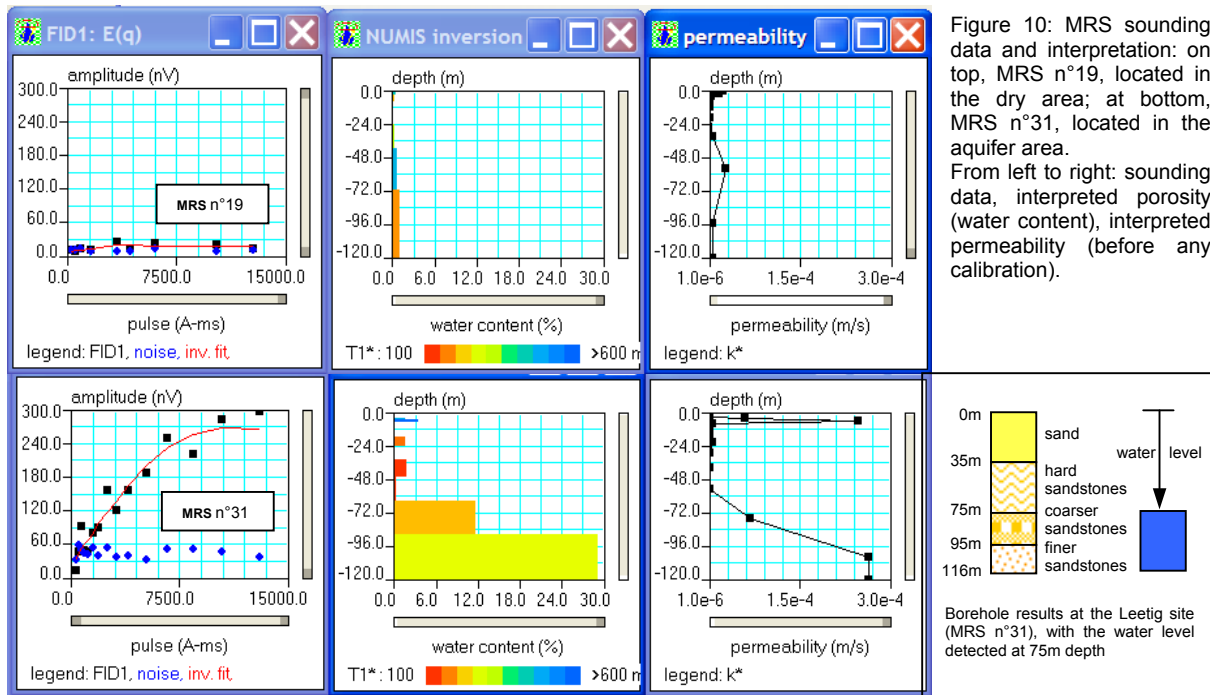 FID1: E(q)
NUMIS inversion
permeability
amplitude (nV)
300.0
240.0
180.0
120.0
60.0
0.0
MRS n°19
0.0 7500.0 15000.0
pulse (A-ms)
legend: FID1, noise, inv. fit,
depth (m)
0.0
-24.0
-48.0
-72.0
-96.0
-120.0
0.0 6.0 12.0 18.0 24.0 30.0
water content (%)
T1* : 100 >600 m
depth (m)
0.0
-24.0
-48.0
-72.0
-96.0
-120.0
1.0e-6 1.5e-4 3.0e-4
permeability (m/s)
legend: k*
Figure 10: MRS sounding
data and interpretation: on
top, MRS n°19, located in
the dry area; at bottom,
MRS n°31, located in the
aquifer area.
From left to right: sounding
data, interpreted porosity
(water content), interpreted
permeability (before any
calibration).
amplitude (nV)
300.0
240.0
180.0
120.0
60.0
0.0
MRS n°31
0.0 7500.0 15000.0
pulse (A-ms)
legend: FID1, noise, inv. fit,
depth (m)
0.0
-24.0
-48.0
-72.0
-96.0
-120.0
0.0 6.0 12.0 18.0 24.0 30.0
water content (%)
T1* : 100 >600 m
depth (m)
0.0
-24.0
-48.0
-72.0
-96.0
-120.0
1.0e-6 1.5e-4 3.0e-4
permeability (m/s)
legend: k*
0m
35m
75m
95m
116m
sand
hard
sandstones
coarser
sandstones
finer
sandstones
water level
Borehole results at the Leetig site
(MRS n°31), with the water level
detected at 75m depth